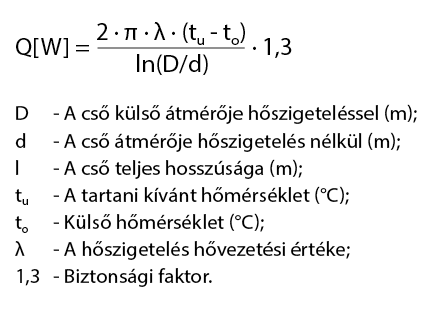 Q[W] = 2 · π · λ · (tu - to) / ln(D/d) · 1,3
D - A cső külső átmérője hőszigeteléssel (m);
d - A cső átmérője hőszigetelés nélkül (m);
l - A cső teljes hosszúsága (m);
tu - A tartani kívánt hőmérséklet (°C);
to - Külső hőmérséklet (°C);
λ - A hőszigetelés hővezetési értéke;
1,3 - Biztonsági faktor.